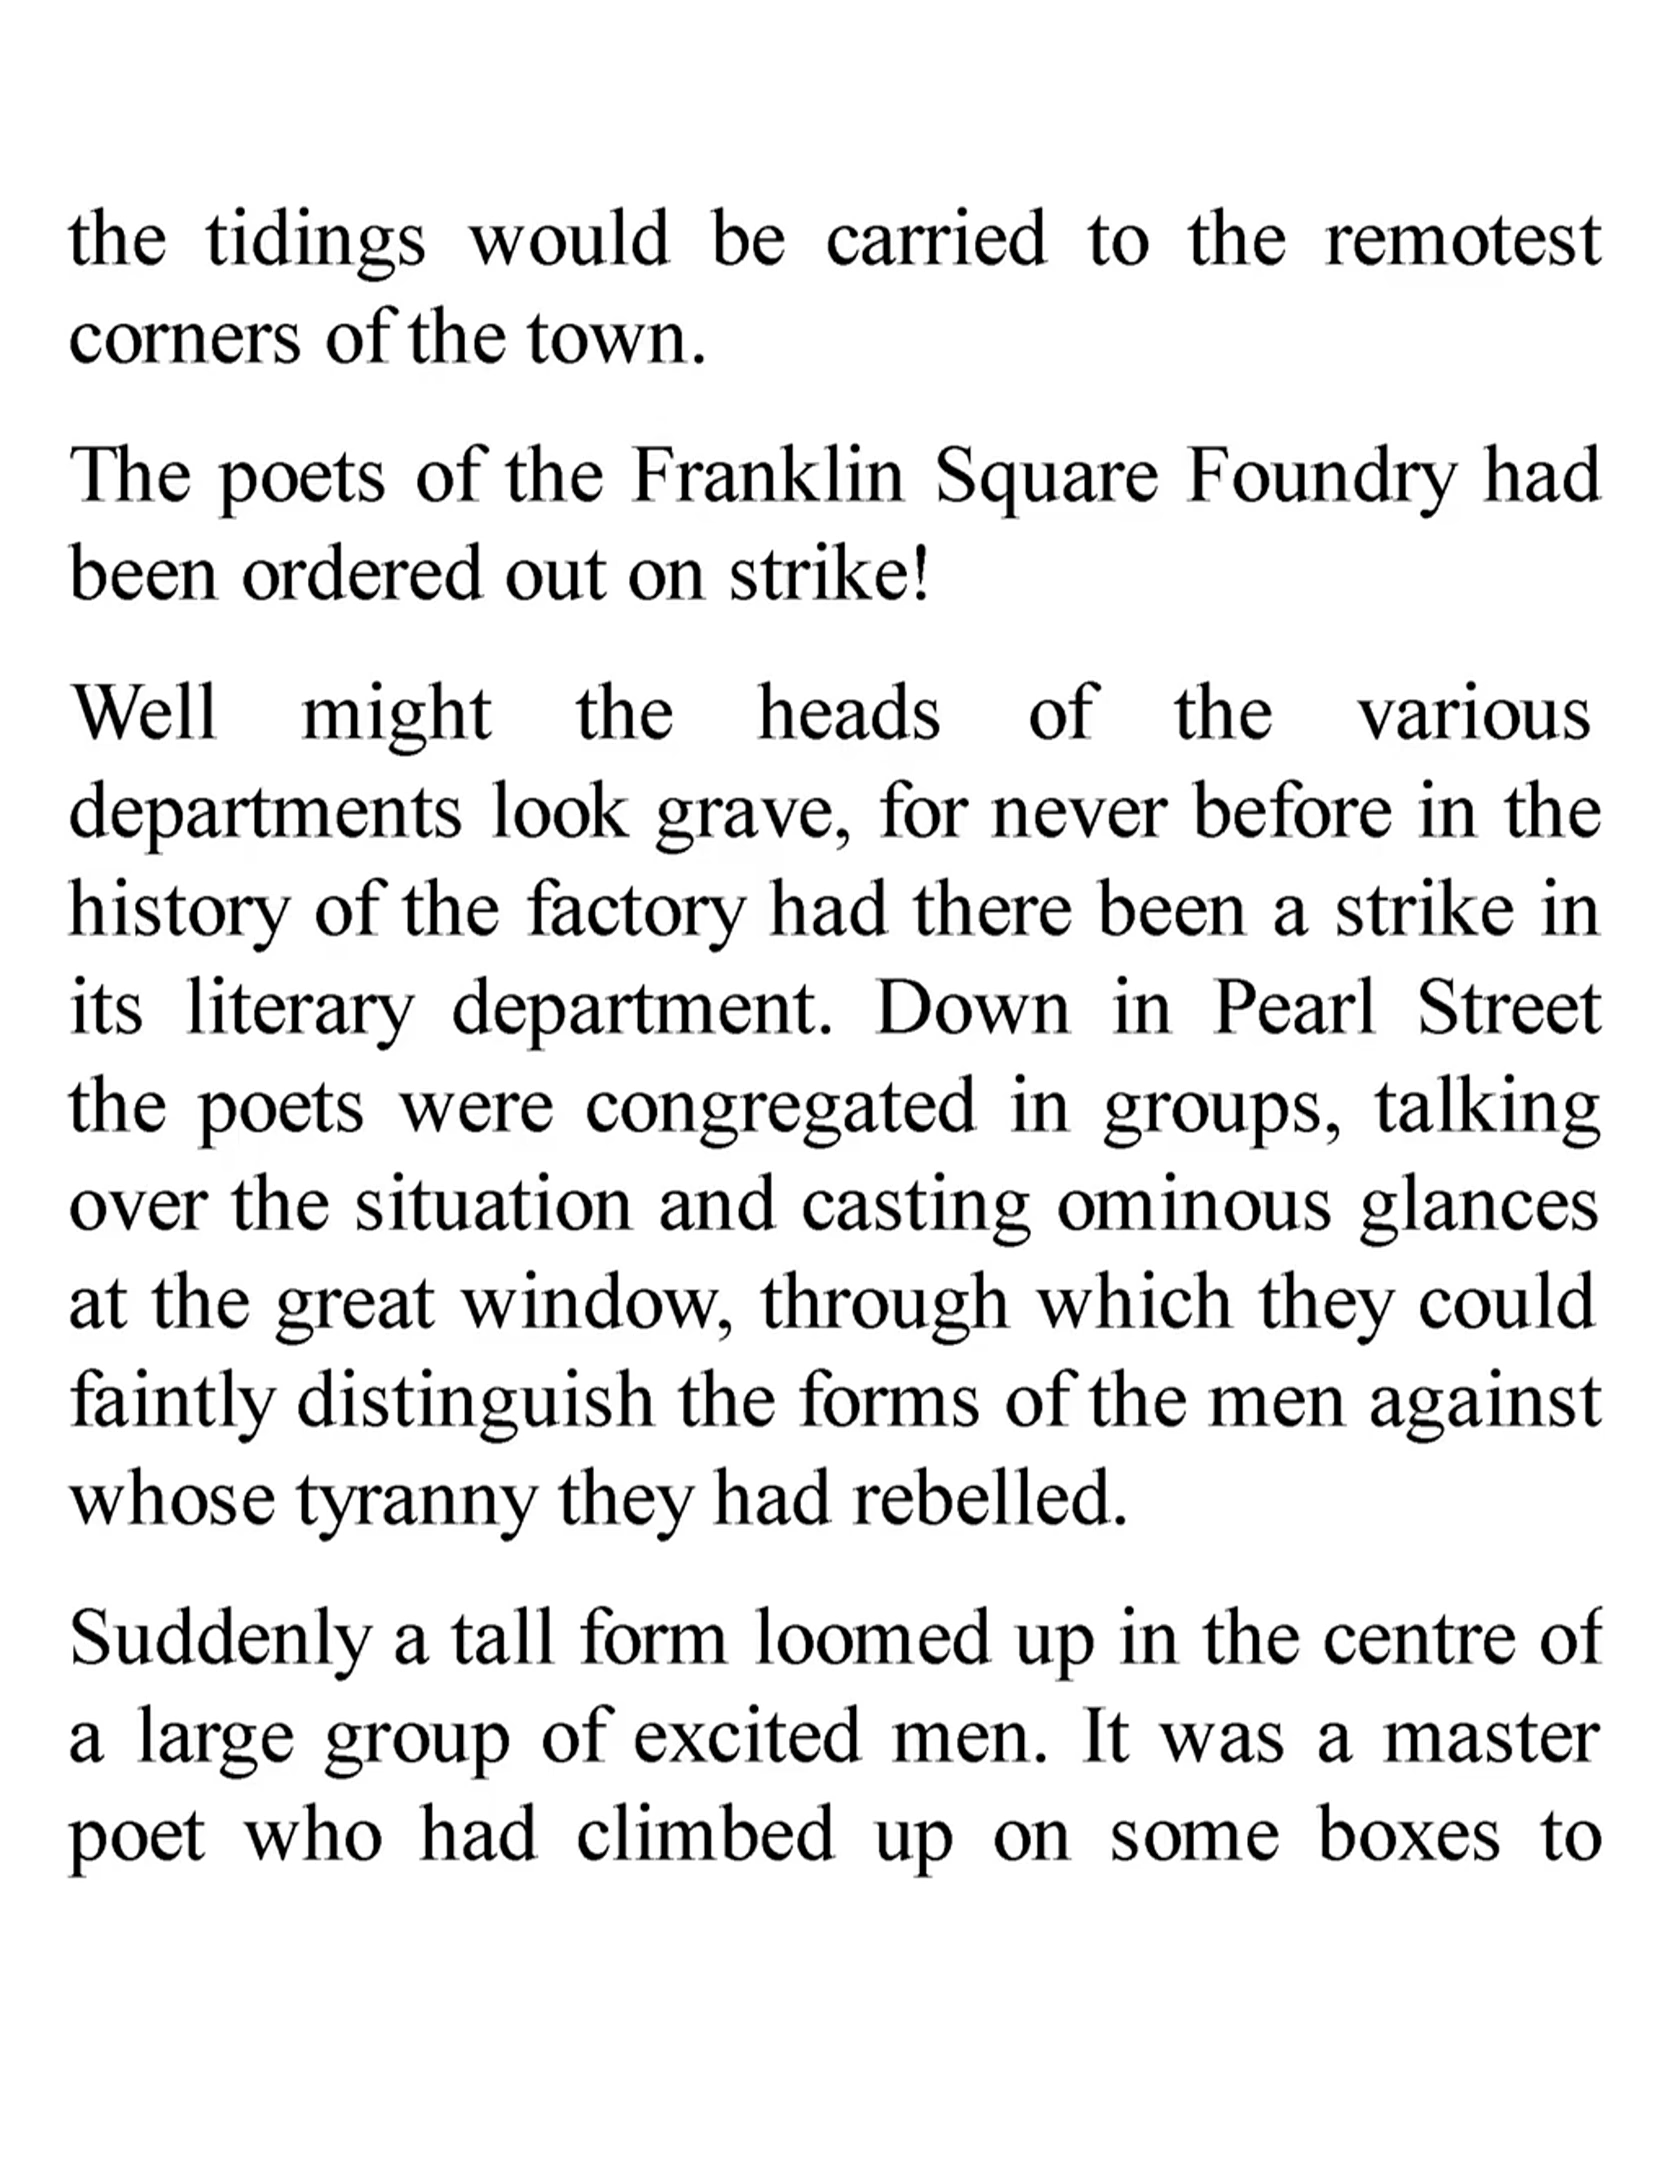 the tidings would be carried to the remotest
corners of the town.
The poets of the Franklin Square Foundry had
been ordered out on strike!
Well might the heads of the various
departments look grave, for never before in the
history of the factory had there been a strike in
its literary department. Down in Pearl Street
the poets were congregated in groups, talking
over the situation and casting ominous glances
at the great window, through which they could
faintly distinguish the forms of the men against
whose tyranny they had rebelled.
Suddenly a tall form loomed up in the centre of
a large group of excited men. It was a master
poet who had climbed up on some boxes to